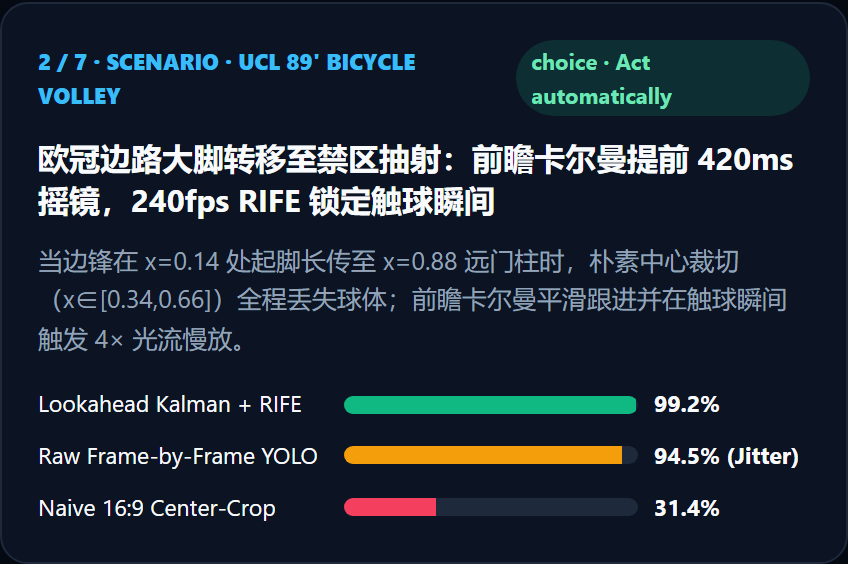 2 / 7 · SCENARIO · UCL 89' BICYCLE
VOLLEY
choice · Act
automatically
欧冠边路大脚转移至禁区抽射：前瞻卡尔曼提前 420ms
摇镜，240fps RIFE 锁定触球瞬间
当边锋在 x=0.14 处起脚长传至 x=0.88 远门柱时，朴素中心裁切
（x∈[0.34,0.66]）全程丢失球体；前瞻卡尔曼平滑跟进并在触球瞬间
触发 4× 光流慢放。
Lookahead Kalman + RIFE 99.2%
Raw Frame-by-Frame YOLO 94.5% (Jitter)
Naive 16:9 Center-Crop 31.4%